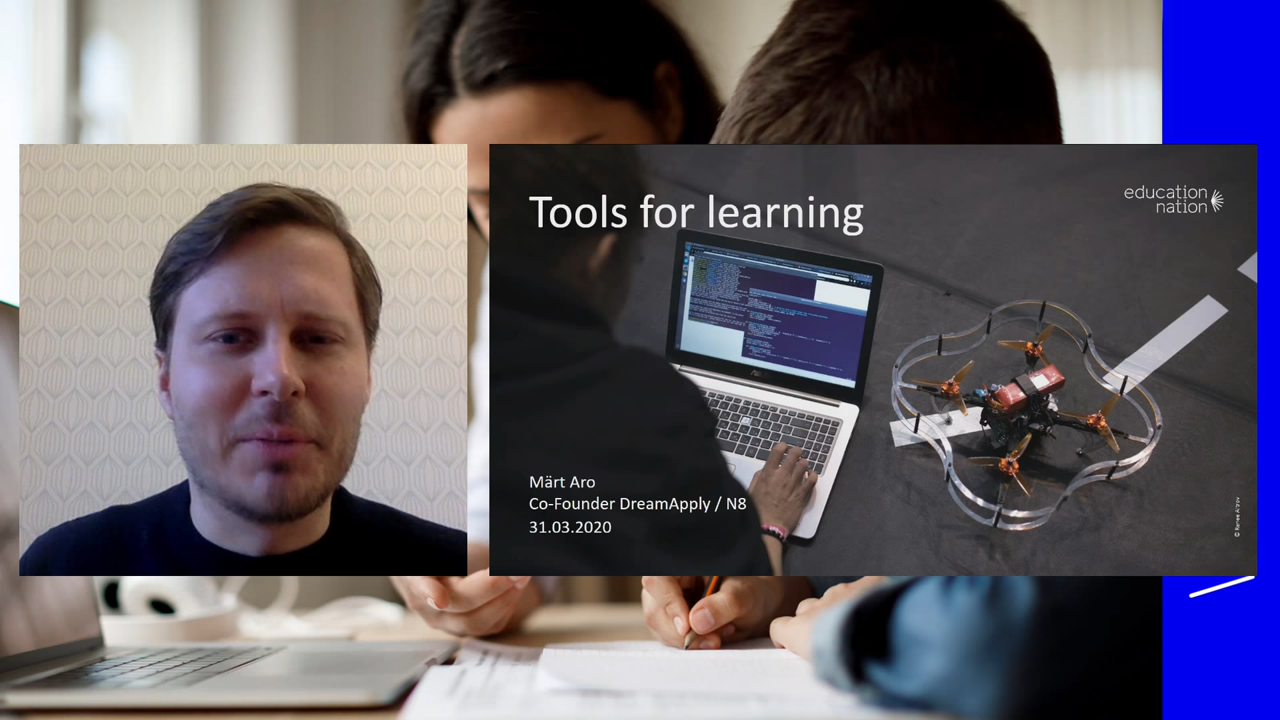 Tools for learning
education
nation
Märt Aro
Co-Founder DreamApply / N8
31.03.2020